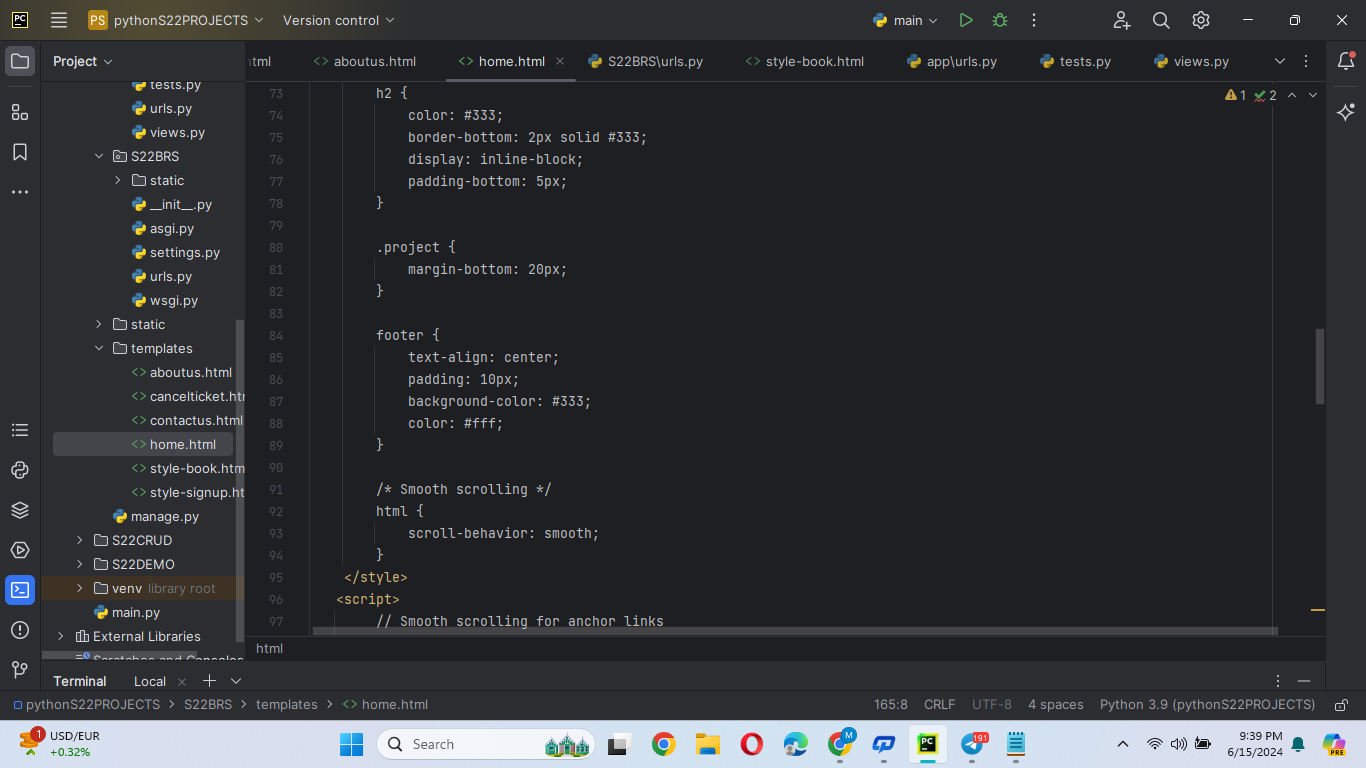 PC PS pythonS22PROJECTS Version control main
Project
html aboutus.html home.html S22BRS\urls.py style-book.html app\urls.py tests.py views.py
1 2
tests.py
urls.py
views.py
S22BRS
static
__init__.py
asgi.py
settings.py
urls.py
wsgi.py
static
templates
aboutus.html
cancelticket.htm
contactus.html
home.html
style-book.htm
style-signup.ht
manage.py
S22CRUD
S22DEMO
venv library root
main.py
External Libraries
Scratches and Consoles
73 h2 {
74 color: #333;
75 border-bottom: 2px solid #333;
76 display: inline-block;
77 padding-bottom: 5px;
78 }
79
80 .project {
81 margin-bottom: 20px;
82 }
83
84 footer {
85 text-align: center;
86 padding: 10px;
87 background-color: #333;
88 color: #fff;
89 }
90
91 /* Smooth scrolling */
92 html {
93 scroll-behavior: smooth;
94 }
95 </style>
96 <script>
97 // Smooth scrolling for anchor links
html
Terminal Local
pythonS22PROJECTS > S22BRS > templates > home.html 165:8 CRLF UTF-8 4 spaces Python 3.9 (pythonS22PROJECTS)
1 USD/EUR
+0.32%
Search
M
PC
191
9:39 PM
6/15/2024
PRE